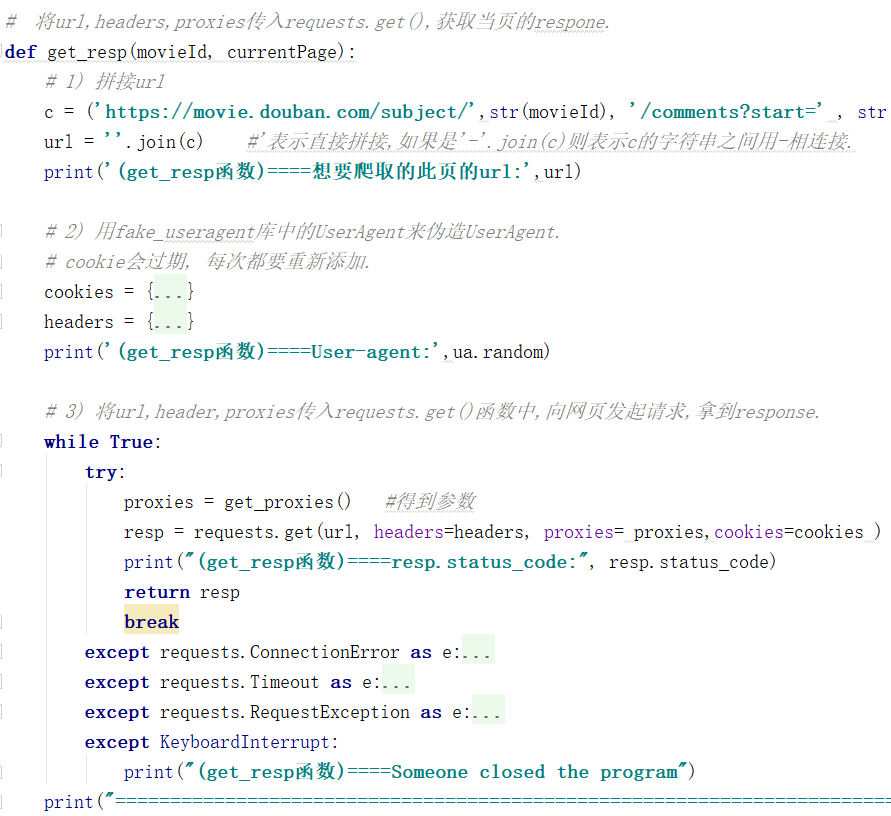 #  将url,headers,proxies传入requests.get(),获取当页的respone.
def get_resp(movieId, currentPage):
    # 1) 拼接url
    c = ('https://movie.douban.com/subject/',str(movieId), '/comments?start=' , str
    url = ''.join(c)    #'表示直接拼接,如果是'-'.join(c)则表示c的字符串之间用-相连接.
    print('(get_resp函数)====想要爬取的此页的url:',url)
    # 2) 用fake_useragent库中的UserAgent来伪造UserAgent.
    # cookie会过期, 每次都要重新添加.
    cookies = {...}
    headers = {...}
    print('(get_resp函数)====User-agent:',ua.random)
    # 3) 将url,header,proxies传入requests.get()函数中,向网页发起请求,拿到response.
    while True:
        try:
            proxies = get_proxies()   #得到参数
            resp = requests.get(url, headers=headers, proxies= proxies,cookies=cookies )
            print("(get_resp函数)====resp.status_code:", resp.status_code)
            return resp
            break
        except requests.ConnectionError as e:...
        except requests.Timeout as e:...
        except requests.RequestException as e:...
        except KeyboardInterrupt:
            print("(get_resp函数)====Someone closed the program")
    print("======================================================================